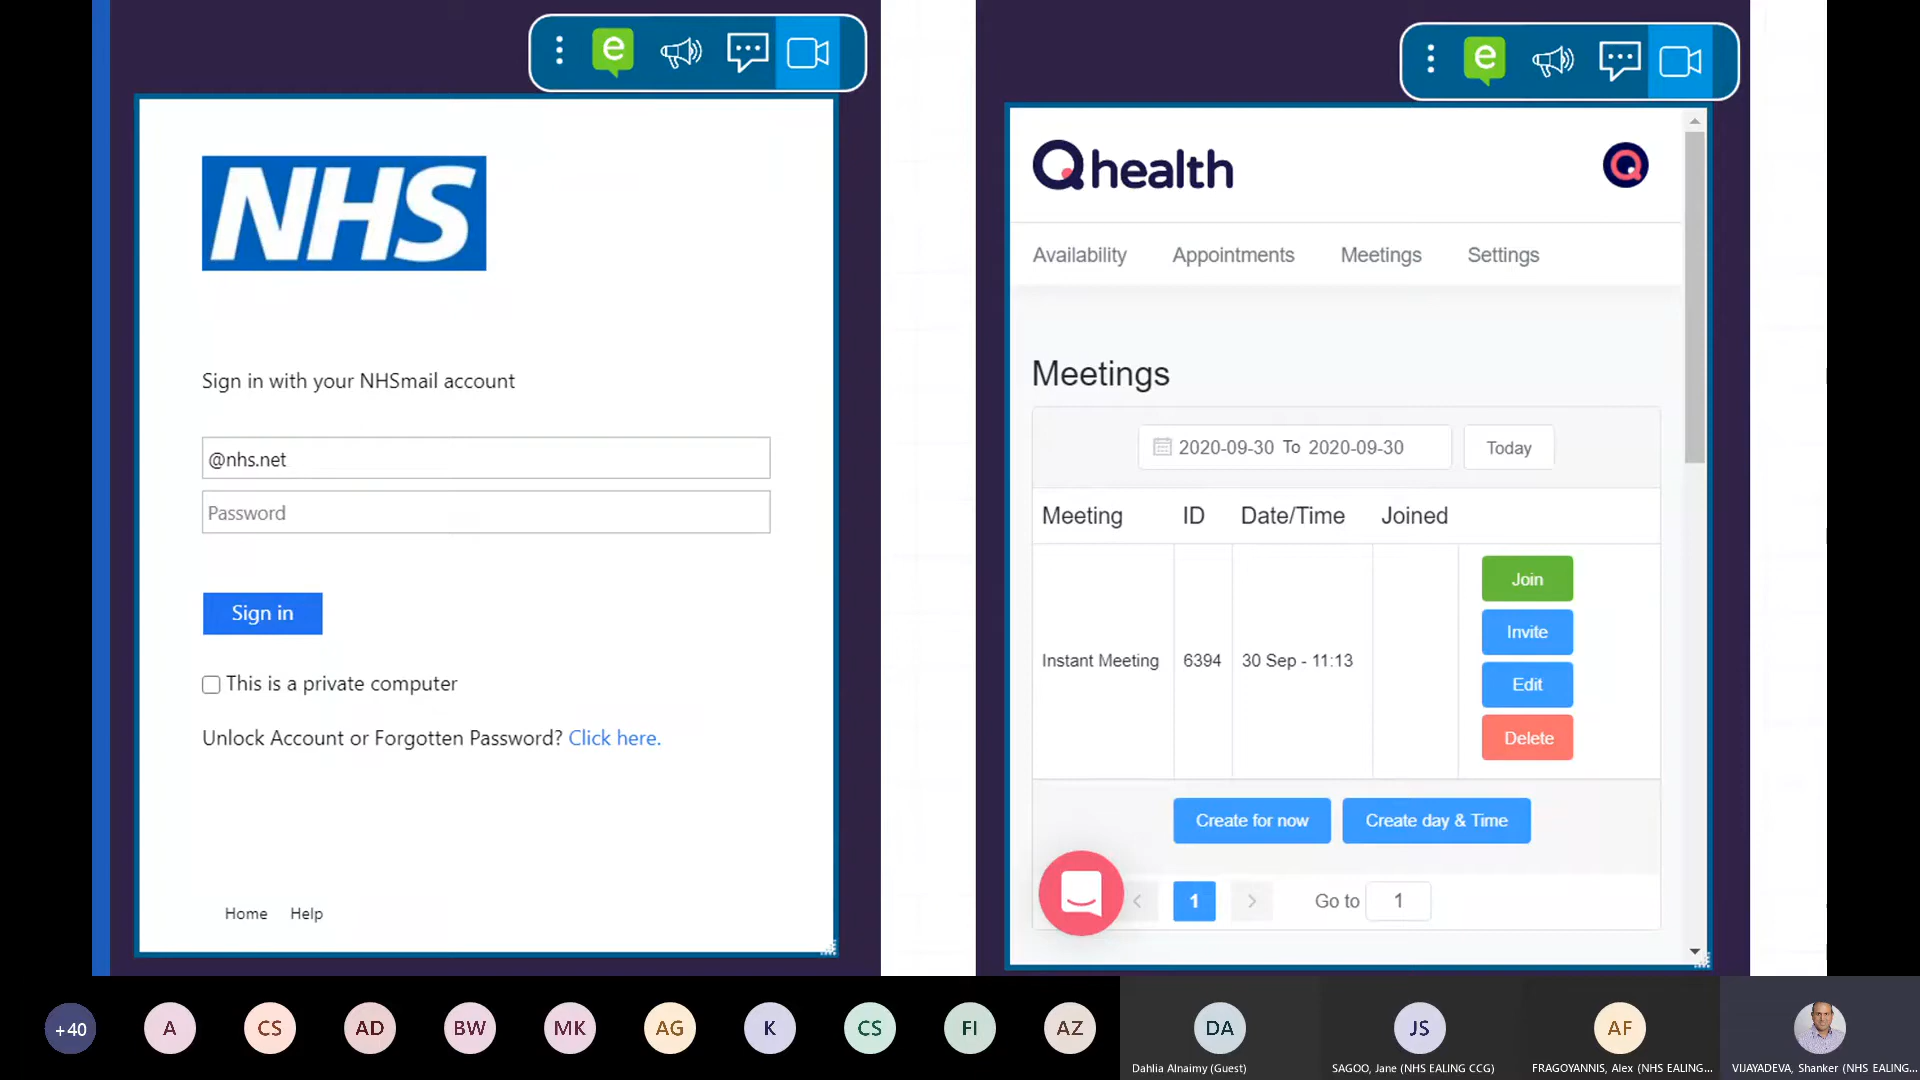 e
NHS
Sign in with your NHSmail account
@nhs.net
Password
Sign in
This is a private computer
Unlock Account or Forgotten Password? Click here.
Home Help
e
Qhealth
Q
Availability Appointments Meetings Settings
Meetings
2020-09-30 To 2020-09-30 Today
Meeting ID Date/Time Joined
Instant Meeting 6394 30 Sep - 11:13
Join
Invite
Edit
Delete
Create for now Create day & Time
1 Go to 1
+40 A CS AD BW MK AG K CS FI AZ DA JS AF
Dahlia Alnaimy (Guest) SAGOO, Jane (NHS EALING CCG) FRAGOYANNIS, Alex (NHS EALING... VIJAYADEVA, Shanker (NHS EALING...